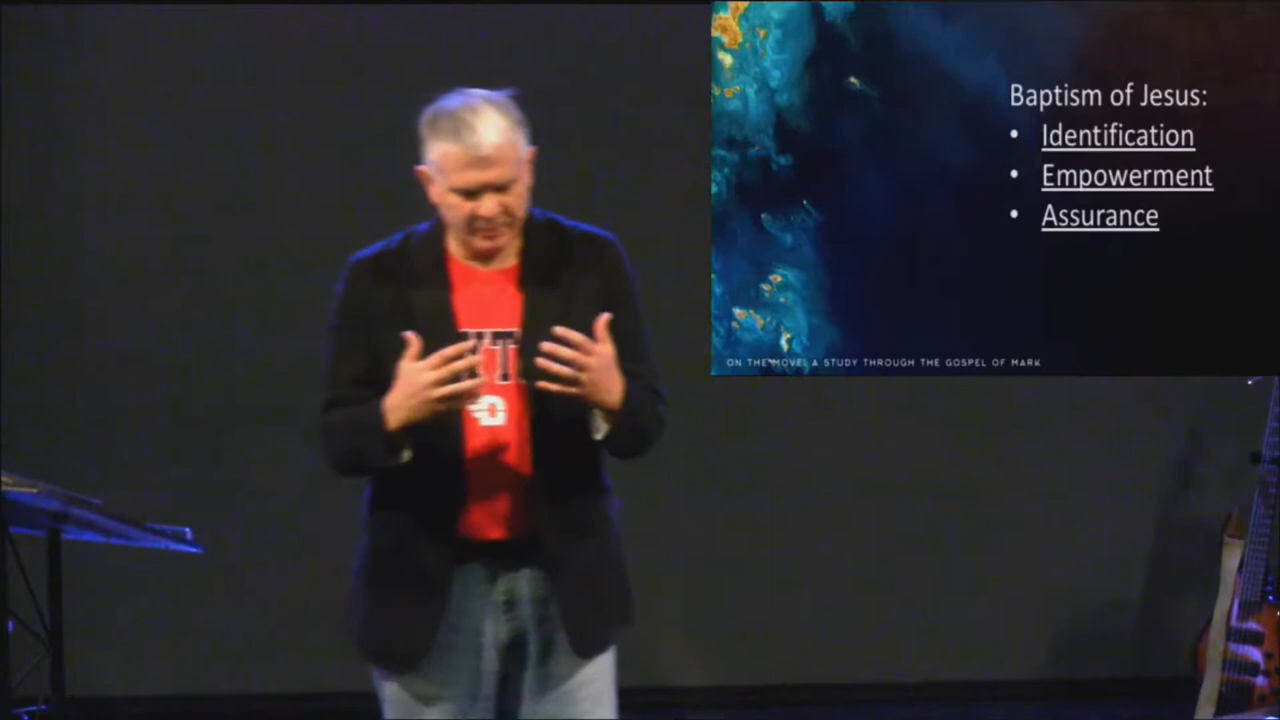 Baptism of Jesus:
• Identification
• Empowerment
• Assurance
ON THE MOVE: A STUDY THROUGH THE GOSPEL OF MARK